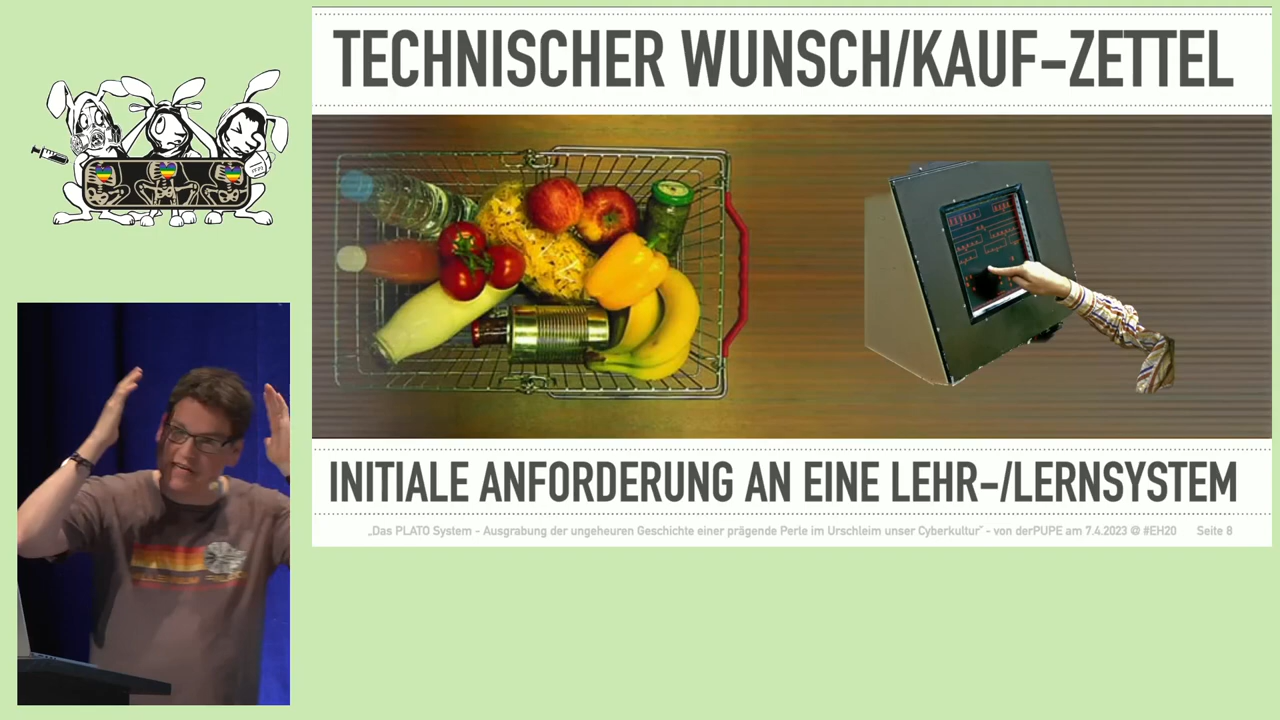 TECHNISCHER WUNSCH/KAUF-ZETTEL
INITIALE ANFORDERUNG AN EINE LEHR-/LERNSYSTEM
„Das PLATO System - Ausgrabung der ungeheuren Geschichte einer prägende Perle im Urschleim unser Cyberkultur“ - von derPUPE am 7.4.2023 @ #EH20 Seite 8